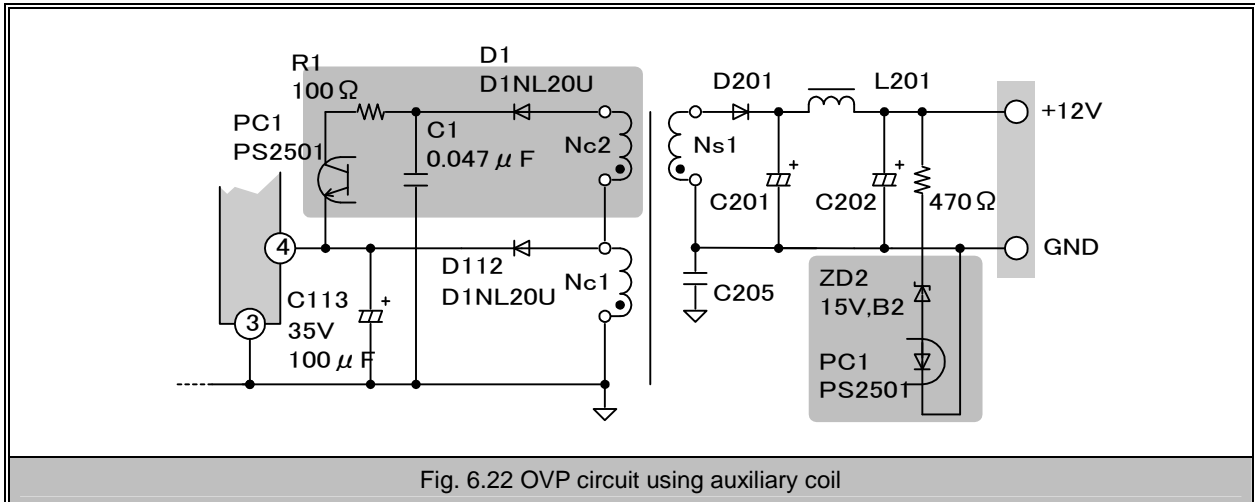 D1
D1NL20U
R1
100Ω
PC1
PS2501
C1
0.047μF
Nc2
Ns1
D201
L201
+12V
C201
+
C202
+
470Ω
GND
4
D112
D1NL20U
Nc1
C205
C113
35V
100μF
+
3
ZD2
15V,B2
PC1
PS2501
Fig. 6.22 OVP circuit using auxiliary coil